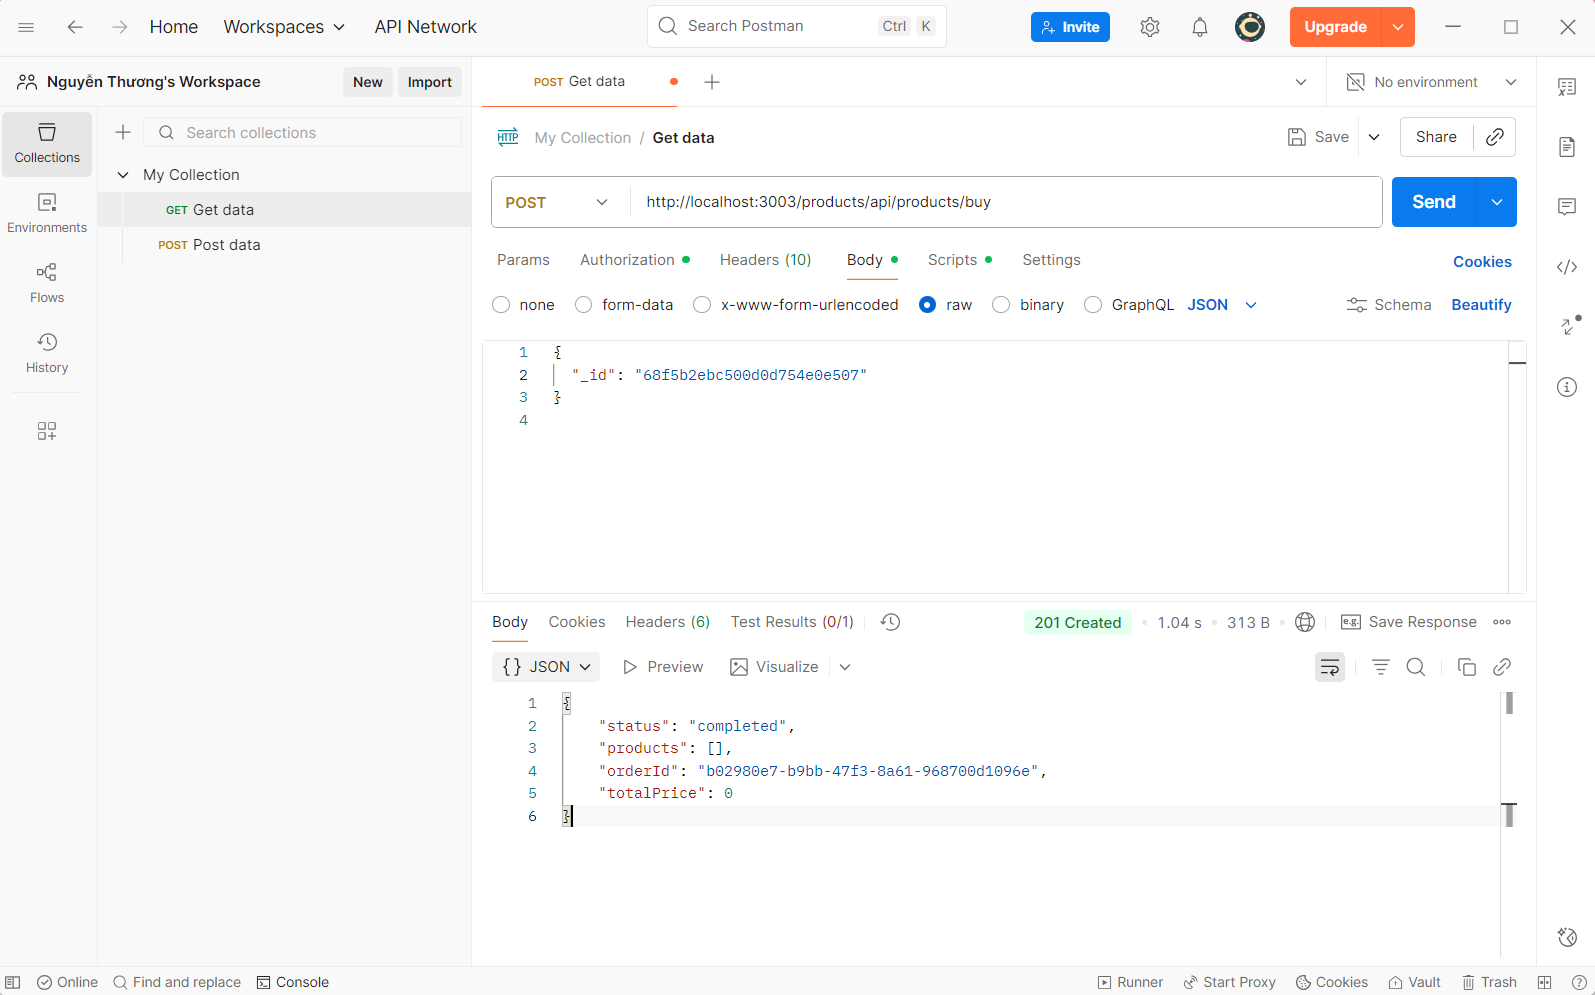 Home Workspaces API Network Search Postman Ctrl K Invite Upgrade
Nguyễn Thương's Workspace New Import
POST Get data No environment
Collections
Environments
Flows
History
Search collections
My Collection
GET Get data
POST Post data
HTTP My Collection / Get data Save Share
POST http://localhost:3003/products/api/products/buy Send
Params Authorization Headers (10) Body Scripts Settings Cookies
none form-data x-www-form-urlencoded raw binary GraphQL JSON Schema Beautify
1 {
2 "_id": "68f5b2ebc500d0d754e0e507"
3 }
4
Body Cookies Headers (6) Test Results (0/1) 201 Created 1.04 s 313 B e.g. Save Response
{} JSON Preview Visualize
1 {
2 "status": "completed",
3 "products": [],
4 "orderId": "b02980e7-b9bb-47f3-8a61-968700d1096e",
5 "totalPrice": 0
6 }
Online Find and replace Console Runner Start Proxy Cookies Vault Trash